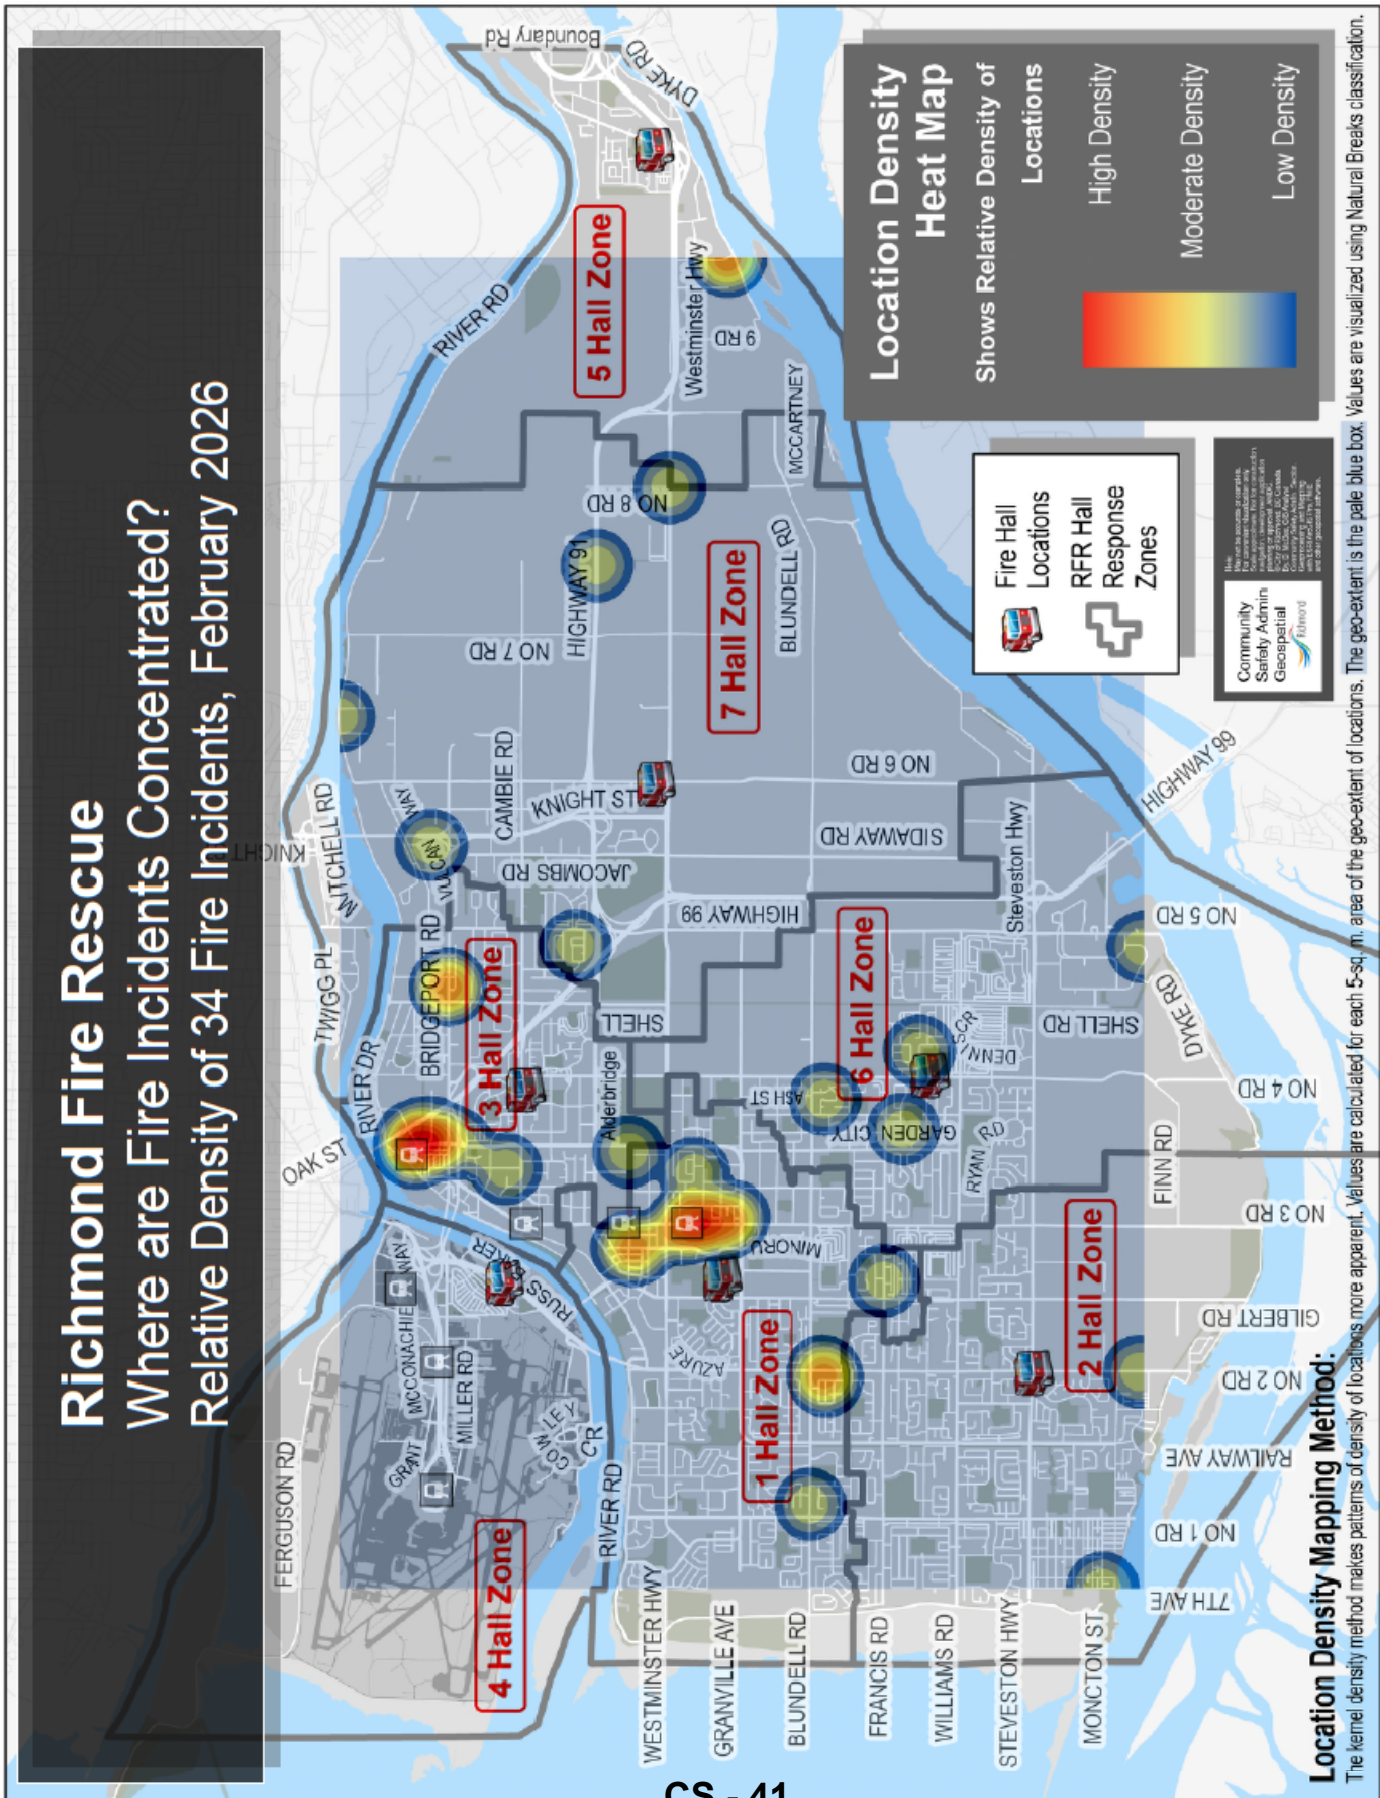 Richmond Fire Rescue
Where are Fire Incidents Concentrated?
Relative Density of 34 Fire Incidents, February 2026
FERGUSON RD
OAK ST
TWIGG PL
MITCHELL RD
RIVER RD
Boundary Rd
DYKE RD
RIVER DR
BRIDGEPORT RD
VULCAN WAY
CAMBIE RD
KNIGHT ST
JACOMBS RD
NO 7 RD
HIGHWAY 91
NO 8 RD
5 Hall Zone
Westminster Hwy
9 RD
MCCARTNEY
GRANT
MCCONACHIE WAY
MILLER RD
COWLEY CR
RUSS BAKER
3 Hall Zone
SHELL
4 Hall Zone
RIVER RD
Alderbridge
HIGHWAY 99
7 Hall Zone
BLUNDELL RD
AZURE
MINORU
1 Hall Zone
ASH ST
GARDEN CITY
6 Hall Zone
SIDAWAY RD
NO 6 RD
DENNIS CR
RYAN RD
Steveston Hwy
SHELL RD
2 Hall Zone
FINN RD
DYKE RD
NO 5 RD
HIGHWAY 99
WESTMINSTER HWY
GRANVILLE AVE
BLUNDELL RD
FRANCIS RD
WILLIAMS RD
STEVESTON HWY
MONCTON ST
7TH AVE
NO 1 RD
RAILWAY AVE
NO 2 RD
GILBERT RD
NO 3 RD
NO 4 RD
Location Density
Heat Map
Shows Relative Density of
Locations
High Density
Moderate Density
Low Density
Fire Hall
Locations
RFR Hall
Response
Zones
Community
Safety Admin
Geospatial
Richmond
Location Density Mapping Method:
The kernel density method makes patterns of density of locations more apparent. Values are calculated for each 5-sq. m. area of the geo-extent of locations. The geo-extent is the pale blue box. Values are visualized using Natural Breaks classification.
CS - 41